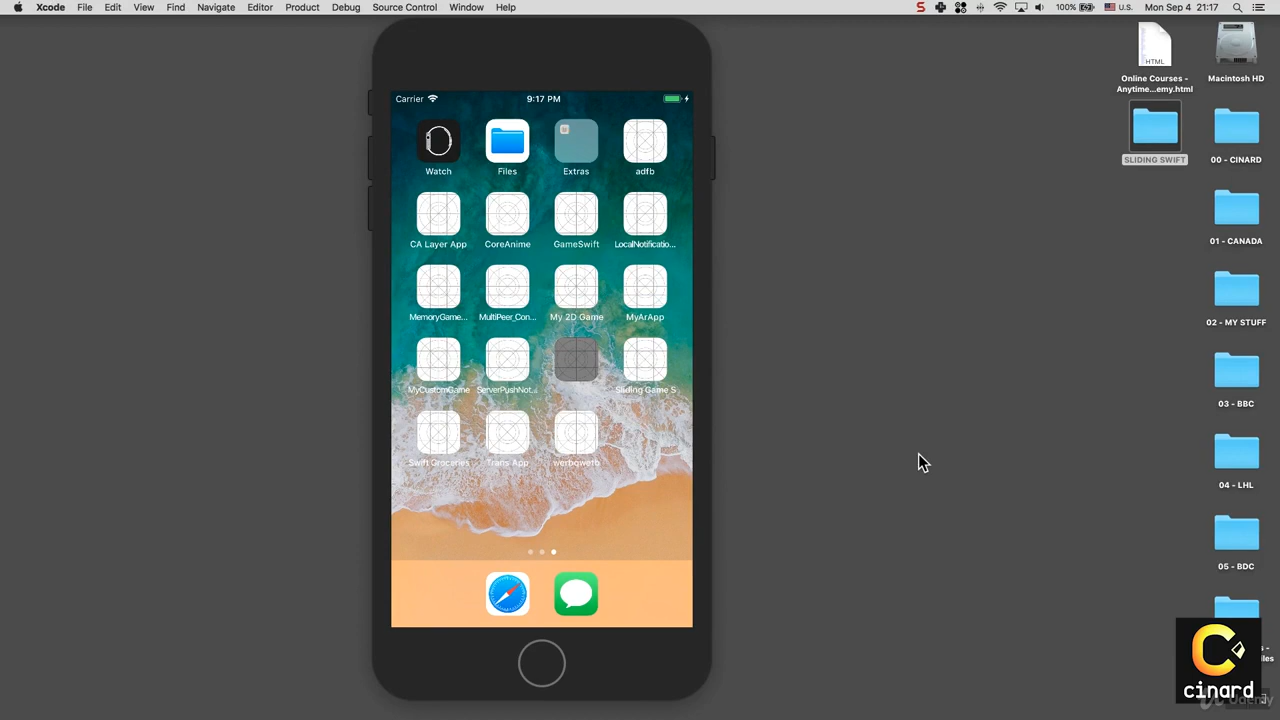 Xcode File Edit View Find Navigate Editor Product Debug Source Control Window Help
100% U.S. Mon Sep 4 21:17
Carrier 9:17 PM
Watch Files Extras adfb
CA Layer App CoreAnime GameSwift LocalNotificatio...
MemoryGame... MultiPeer_Con... My 2D Game MyArApp
MyCustomGame ServerPushNot... Sliding Game S
Swift Groceries Trans App
HTML
Online Courses -
Anytime...emy.html
SLIDING SWIFT
Macintosh HD
00 - CINARD
01 - CANADA
02 - MY STUFF
03 - BBC
04 - LHL
05 - BDC
C
cinard
Udemy